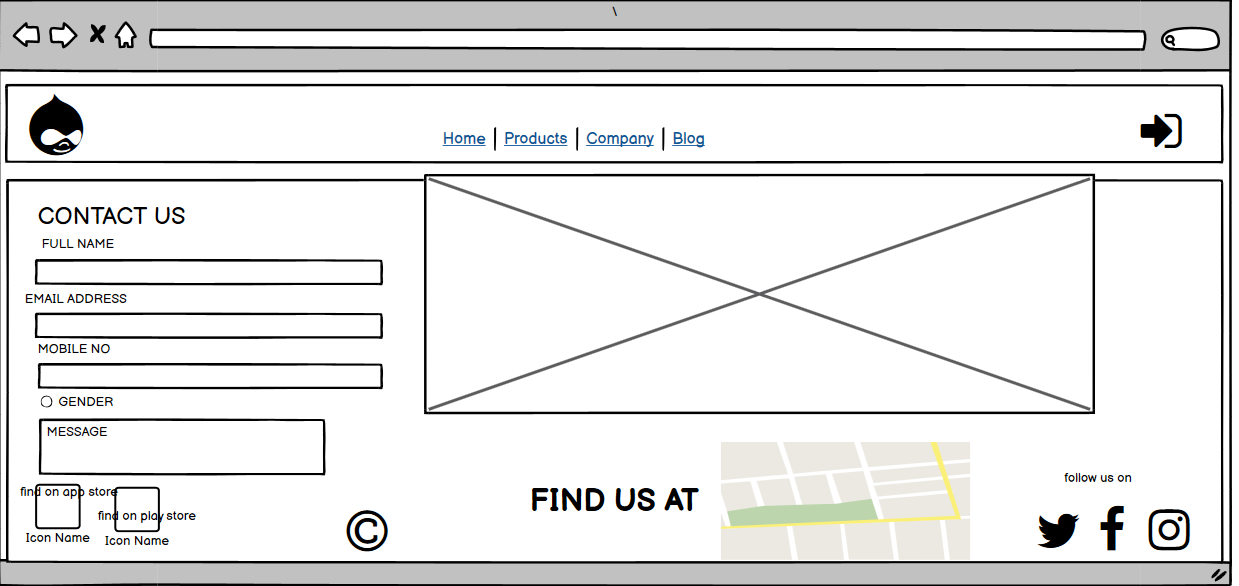 \
Home | Products | Company | Blog
CONTACT US
FULL NAME
EMAIL ADDRESS
MOBILE NO
GENDER
MESSAGE
find on app store
find on play store
Icon Name
Icon Name
©
FIND US AT
follow us on